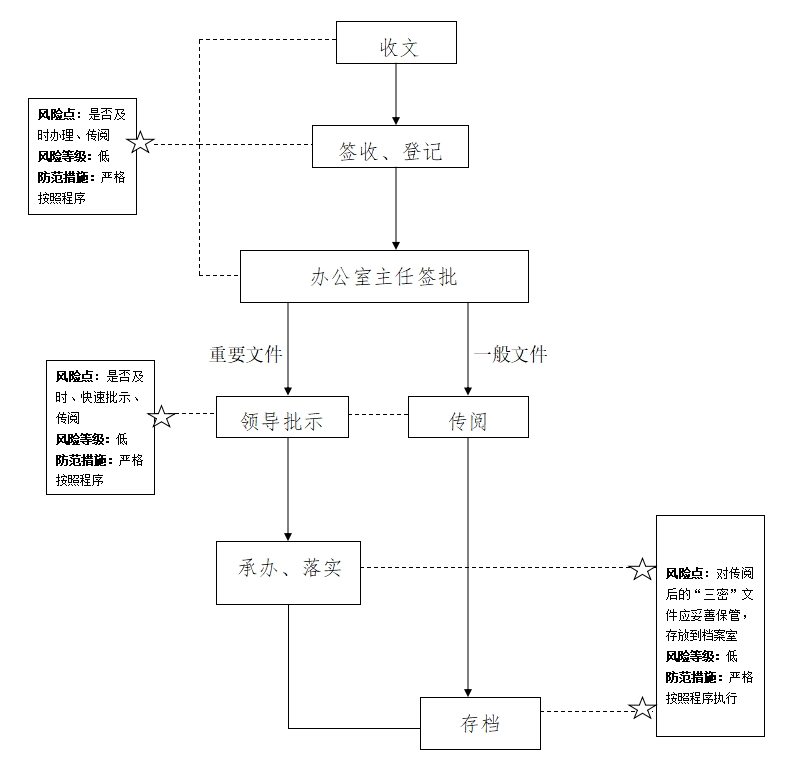 收文
风险点：是否及
时办理、传阅
风险等级：低
防范措施：严格
按照程序
签收、登记
办公室主任签批
重要文件
一般文件
风险点：是否及
时、快速批示、
传阅
风险等级：低
防范措施：严格
按照程序
领导批示
传阅
承办、落实
风险点：对传阅
后的“三密”文
件应妥善保管，
存放到档案室
风险等级：低
防范措施：严格
按照程序执行
存档